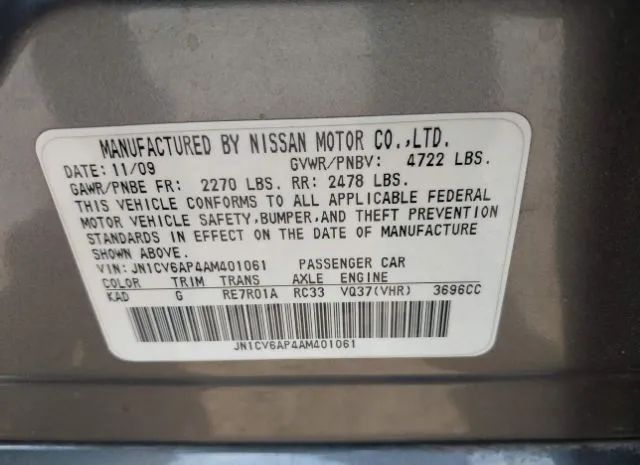 MANUFACTURED BY NISSAN MOTOR CO.,LTD.
DATE: 11/09 GVWR/PNBV: 4722 LBS.
GAWR/PNBE FR: 2270 LBS. RR: 2478 LBS.
THIS VEHICLE CONFORMS TO ALL APPLICABLE FEDERAL
MOTOR VEHICLE SAFETY,BUMPER,AND THEFT PREVENTION
STANDARDS IN EFFECT ON THE DATE OF MANUFACTURE
SHOWN ABOVE.
VIN: JN1CV6AP4AM401061 PASSENGER CAR
COLOR TRIM TRANS AXLE ENGINE
KAD G RE7R01A RC33 VQ37(VHR) 3696CC
JN1CV6AP4AM401061